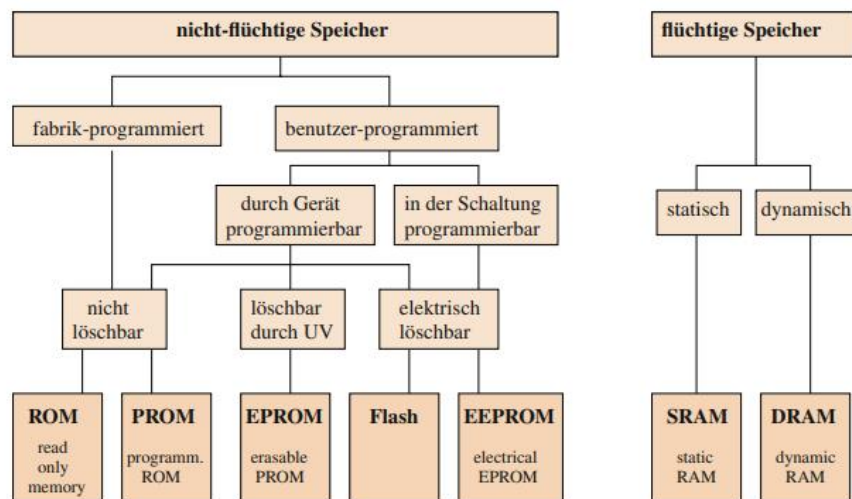 nicht-flüchtige Speicher
flüchtige Speicher
fabrik-programmiert
benutzer-programmiert
durch Gerät
programmierbar
in der Schaltung
programmierbar
statisch
dynamisch
nicht
löschbar
löschbar
durch UV
elektrisch
löschbar
ROM
read
only
memory
PROM
programm.
ROM
EPROM
erasable
PROM
Flash
EEPROM
electrical
EPROM
SRAM
static
RAM
DRAM
dynamic
RAM